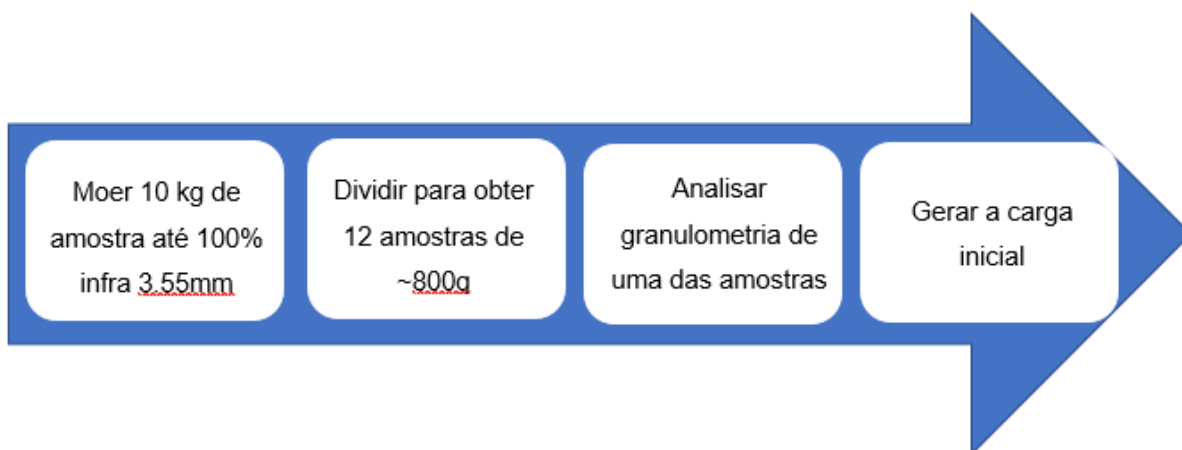 Moer 10 kg de
amostra até 100%
infra 3.55mm
Dividir para obter
12 amostras de
~800g
Analisar
granulometria de
uma das amostras
Gerar a carga
inicial